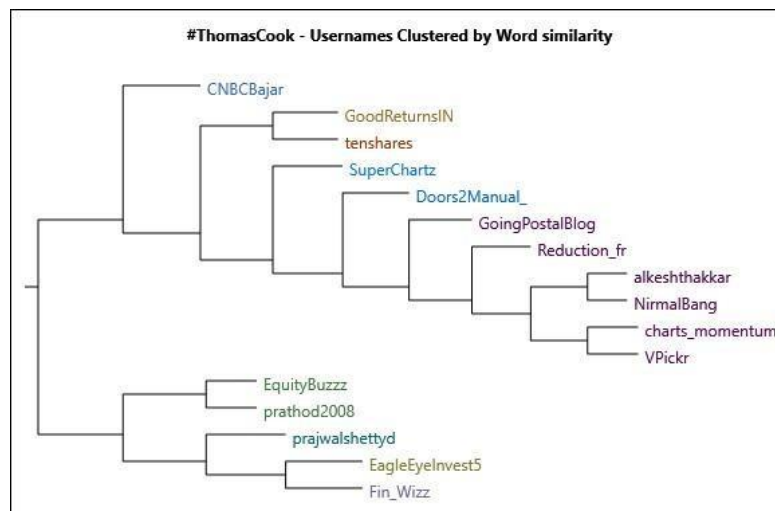 #ThomasCook - Usernames Clustered by Word similarity
CNBCBajar
GoodReturnsIN
tenshares
SuperChartz
Doors2Manual_
GoingPostalBlog
Reduction_fr
alkeshthakkar
NirmalBang
charts_momentum
VPickr
EquityBuzzz
prathod2008
prajwalshettyd
EagleEyeInvest5
Fin_Wizz